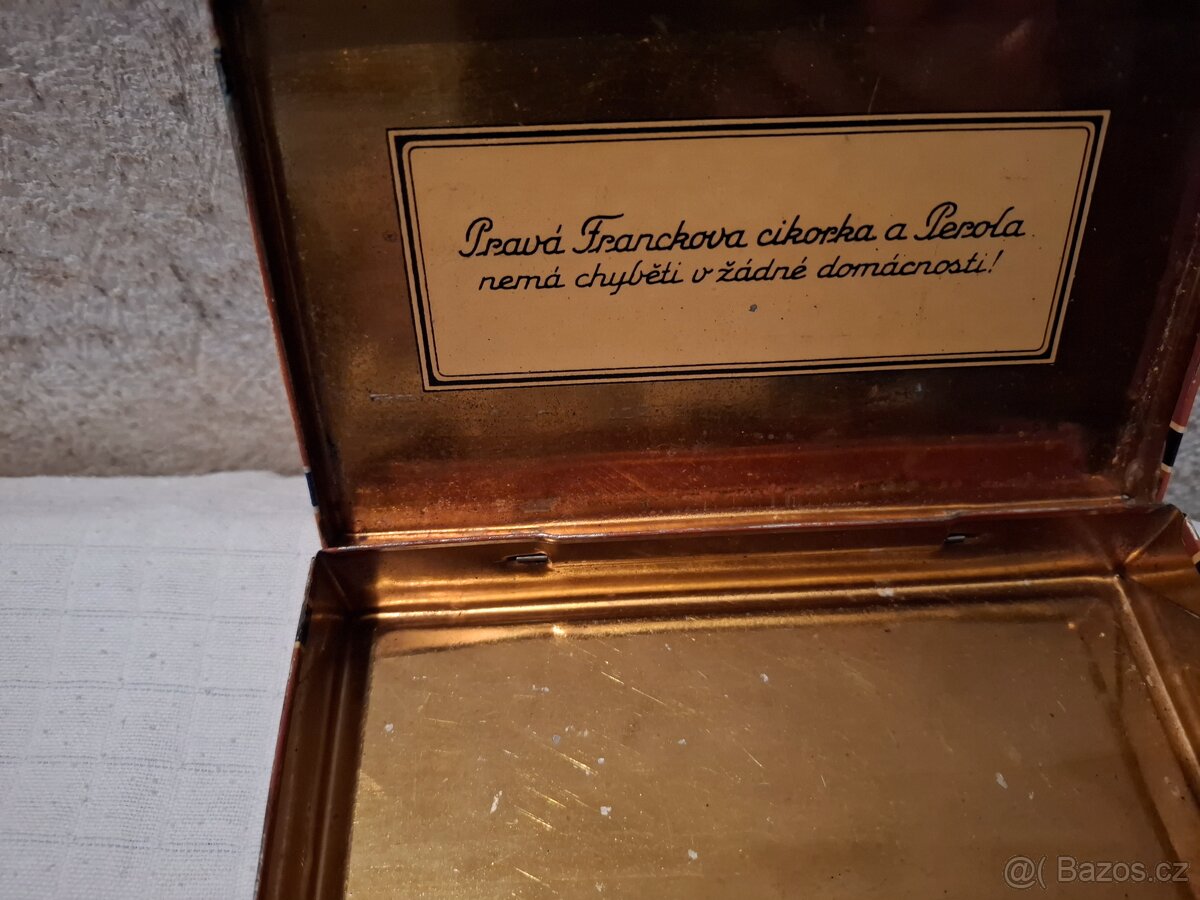 Pravá Franckova cikorka a Perola
nemá chyběti v žádné domácnosti!
@( Bazos.cz